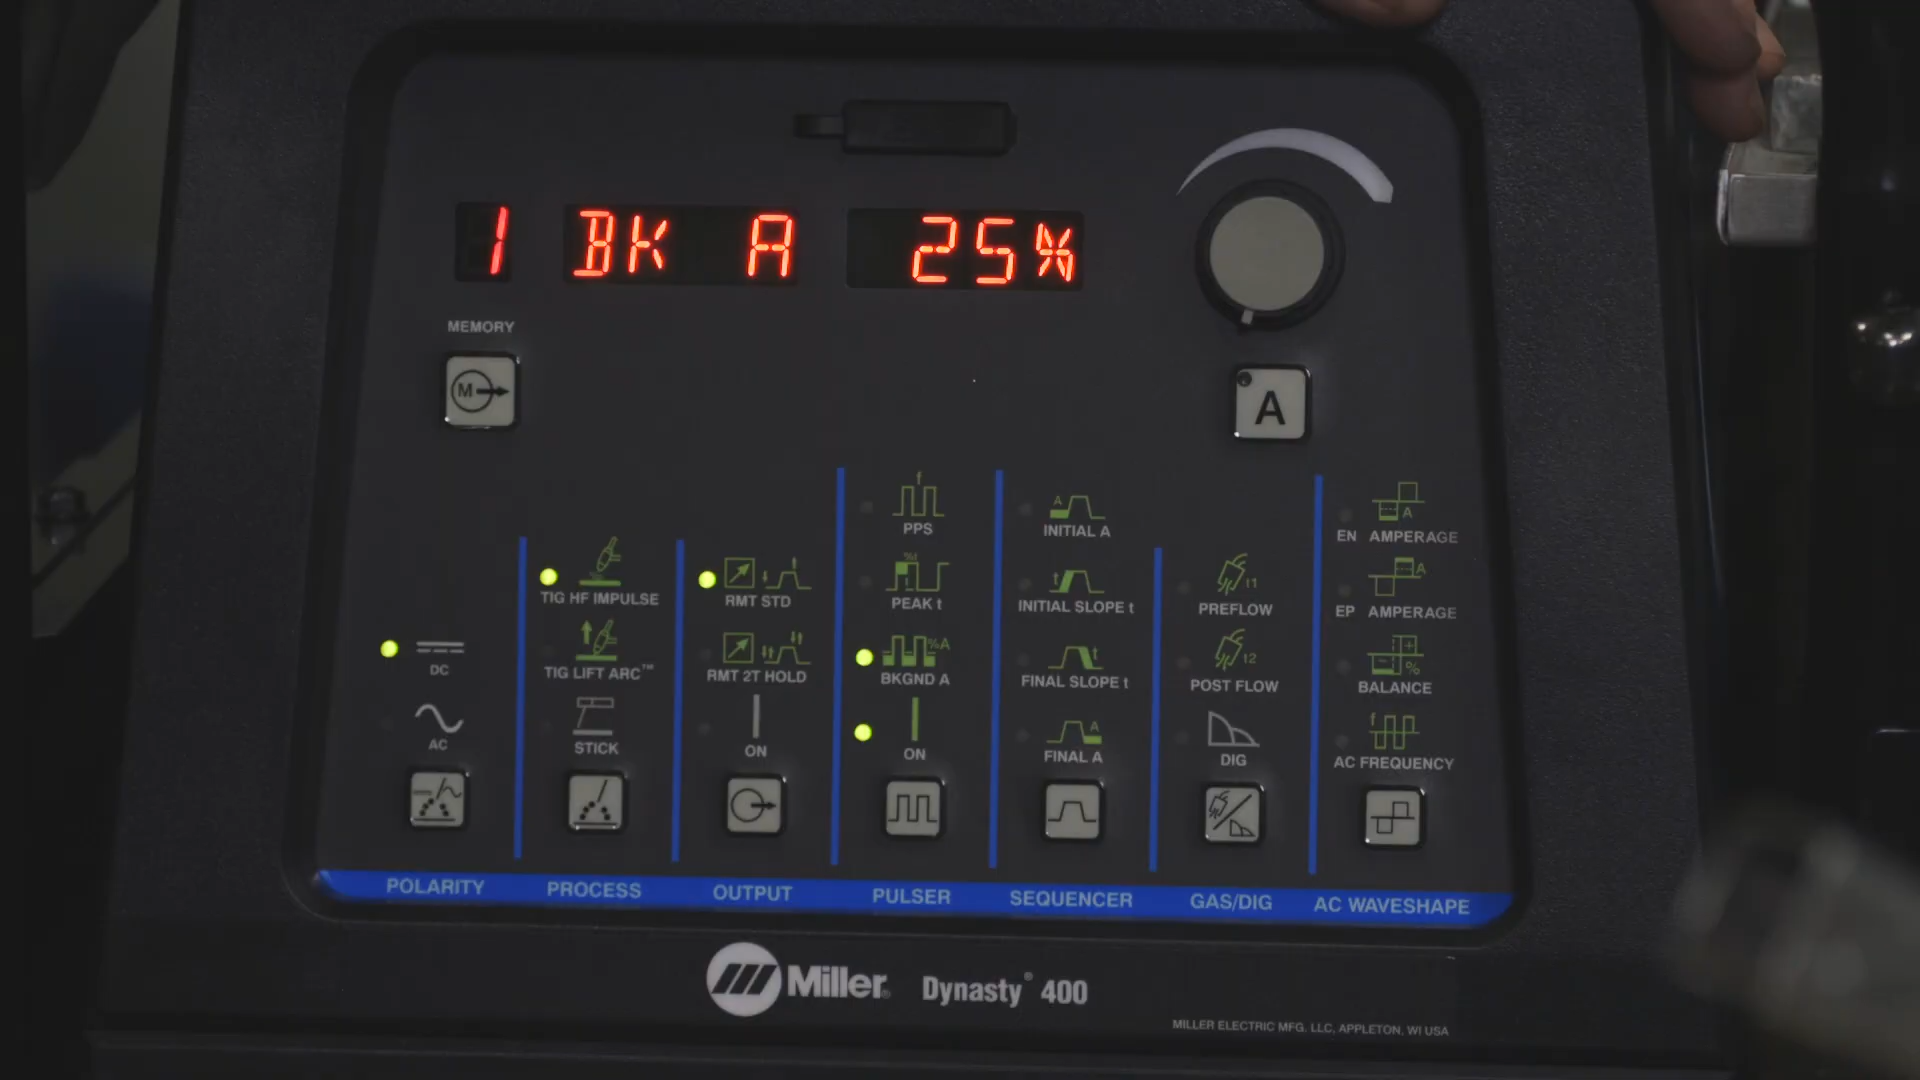 1 BK A 25%
MEMORY
M
A
f
PPS
%t
t
PEAK t
%A
BKGND A
ON
A
INITIAL A
t
INITIAL SLOPE t
t
FINAL SLOPE t
A
FINAL A
A
EN AMPERAGE
A
EP AMPERAGE
%
BALANCE
f
AC FREQUENCY
TIG HF IMPULSE
TIG LIFT ARC™
STICK
RMT STD
RMT 2T HOLD
ON
t1
PREFLOW
t2
POST FLOW
DIG
DC
AC
POLARITY PROCESS OUTPUT PULSER SEQUENCER GAS/DIG AC WAVESHAPE
Miller® Dynasty® 400
MILLER ELECTRIC MFG. LLC, APPLETON, WI USA